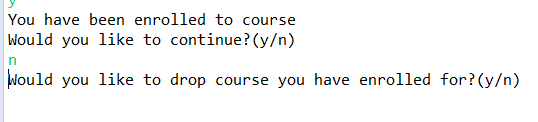 y
You have been enrolled to course
Would you like to continue?(y/n)
n
Would you like to drop course you have enrolled for?(y/n)